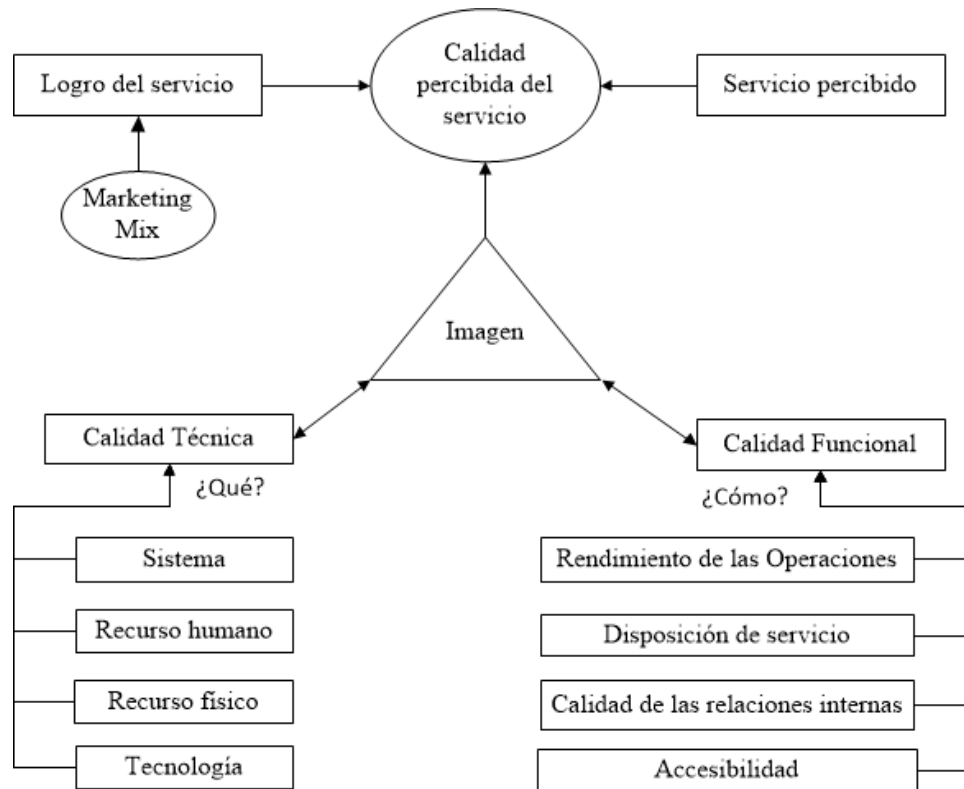 Logro del servicio
Calidad
percibida del
servicio
Servicio percibido
Marketing
Mix
Imagen
Calidad Técnica
Calidad Funcional
¿Qué?
¿Cómo?
Sistema
Rendimiento de las Operaciones
Recurso humano
Disposición de servicio
Recurso físico
Calidad de las relaciones internas
Tecnología
Accesibilidad